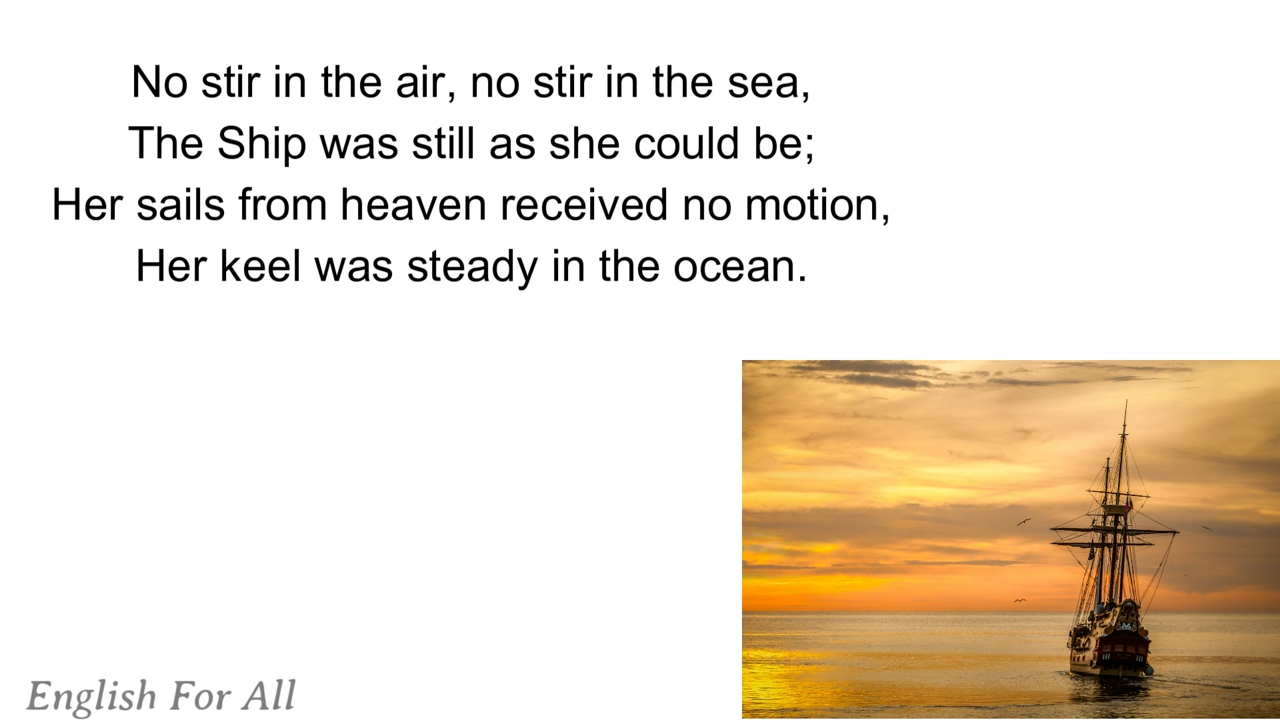 No stir in the air, no stir in the sea,
The Ship was still as she could be;
Her sails from heaven received no motion,
Her keel was steady in the ocean.
English For All